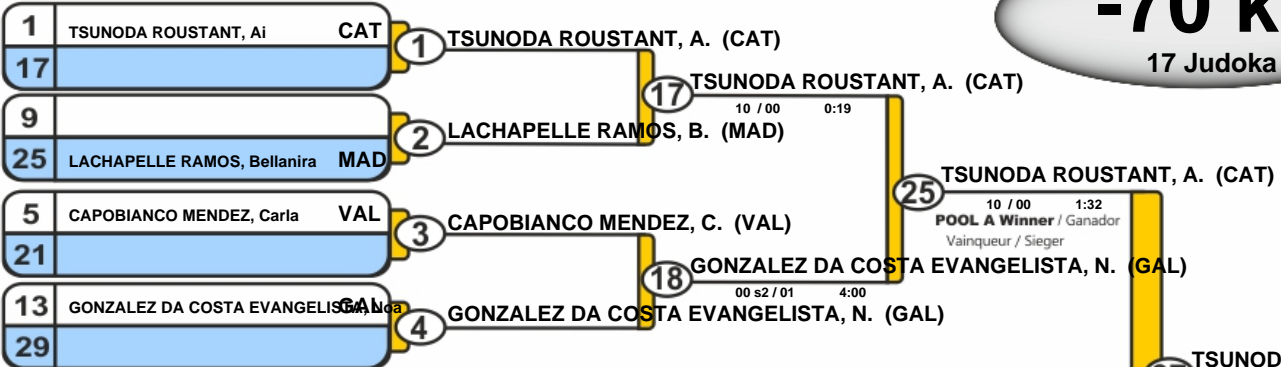 -70 k
17 Judoka
1 TSUNODA ROUSTANT, Ai CAT
17
9
25 LACHAPELLE RAMOS, Bellanira MAD
5 CAPOBIANCO MENDEZ, Carla VAL
21
13 GONZALEZ DA COSTA EVANGELISTA, Noa GAL
29
1 TSUNODA ROUSTANT, A. (CAT)
2 LACHAPELLE RAMOS, B. (MAD)
3 CAPOBIANCO MENDEZ, C. (VAL)
4 GONZALEZ DA COSTA EVANGELISTA, N. (GAL)
17 TSUNODA ROUSTANT, A. (CAT)
10 / 00 0:19
18 GONZALEZ DA COSTA EVANGELISTA, N. (GAL)
00 s2 / 01 4:00
25 TSUNODA ROUSTANT, A. (CAT)
10 / 00 1:32
POOL A Winner / Ganador
Vainqueur / Sieger
TSUNOD